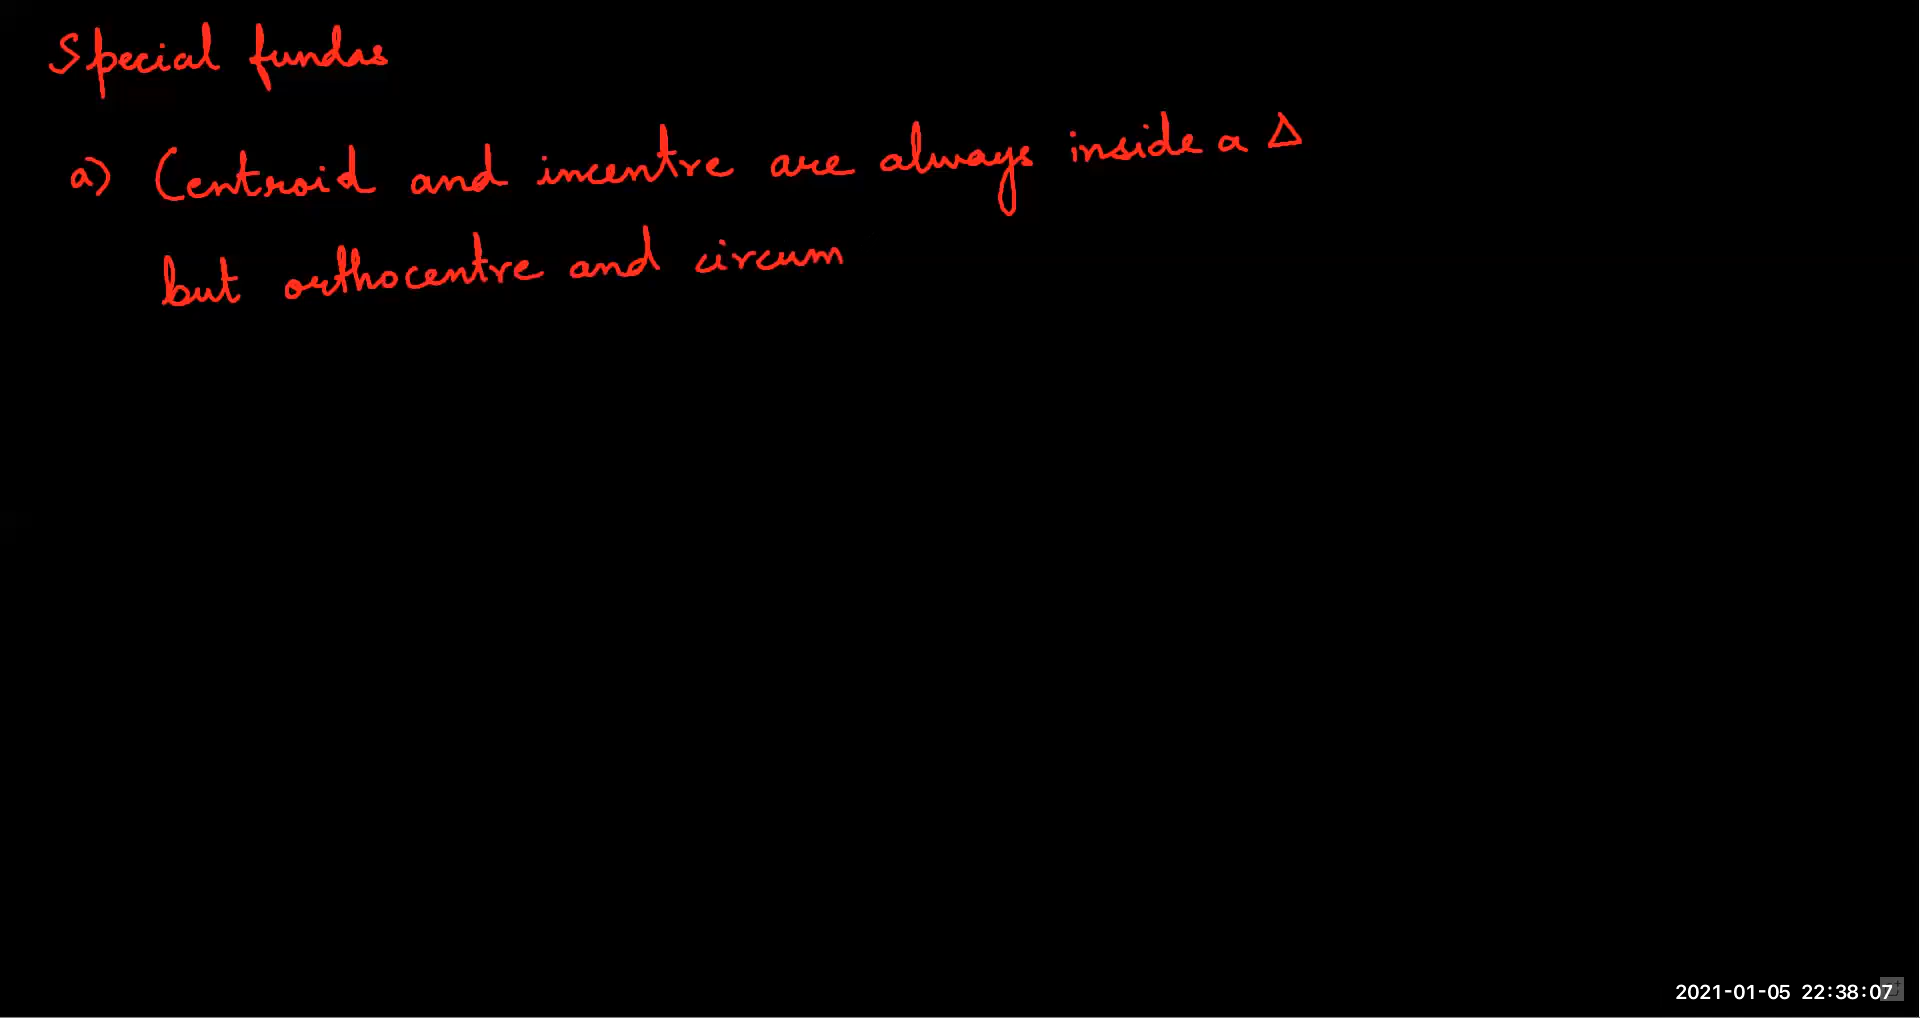 Special fundas
a) Centroid and incentre are always inside a Δ
but orthocentre and circum
2021-01-05 22:38:07